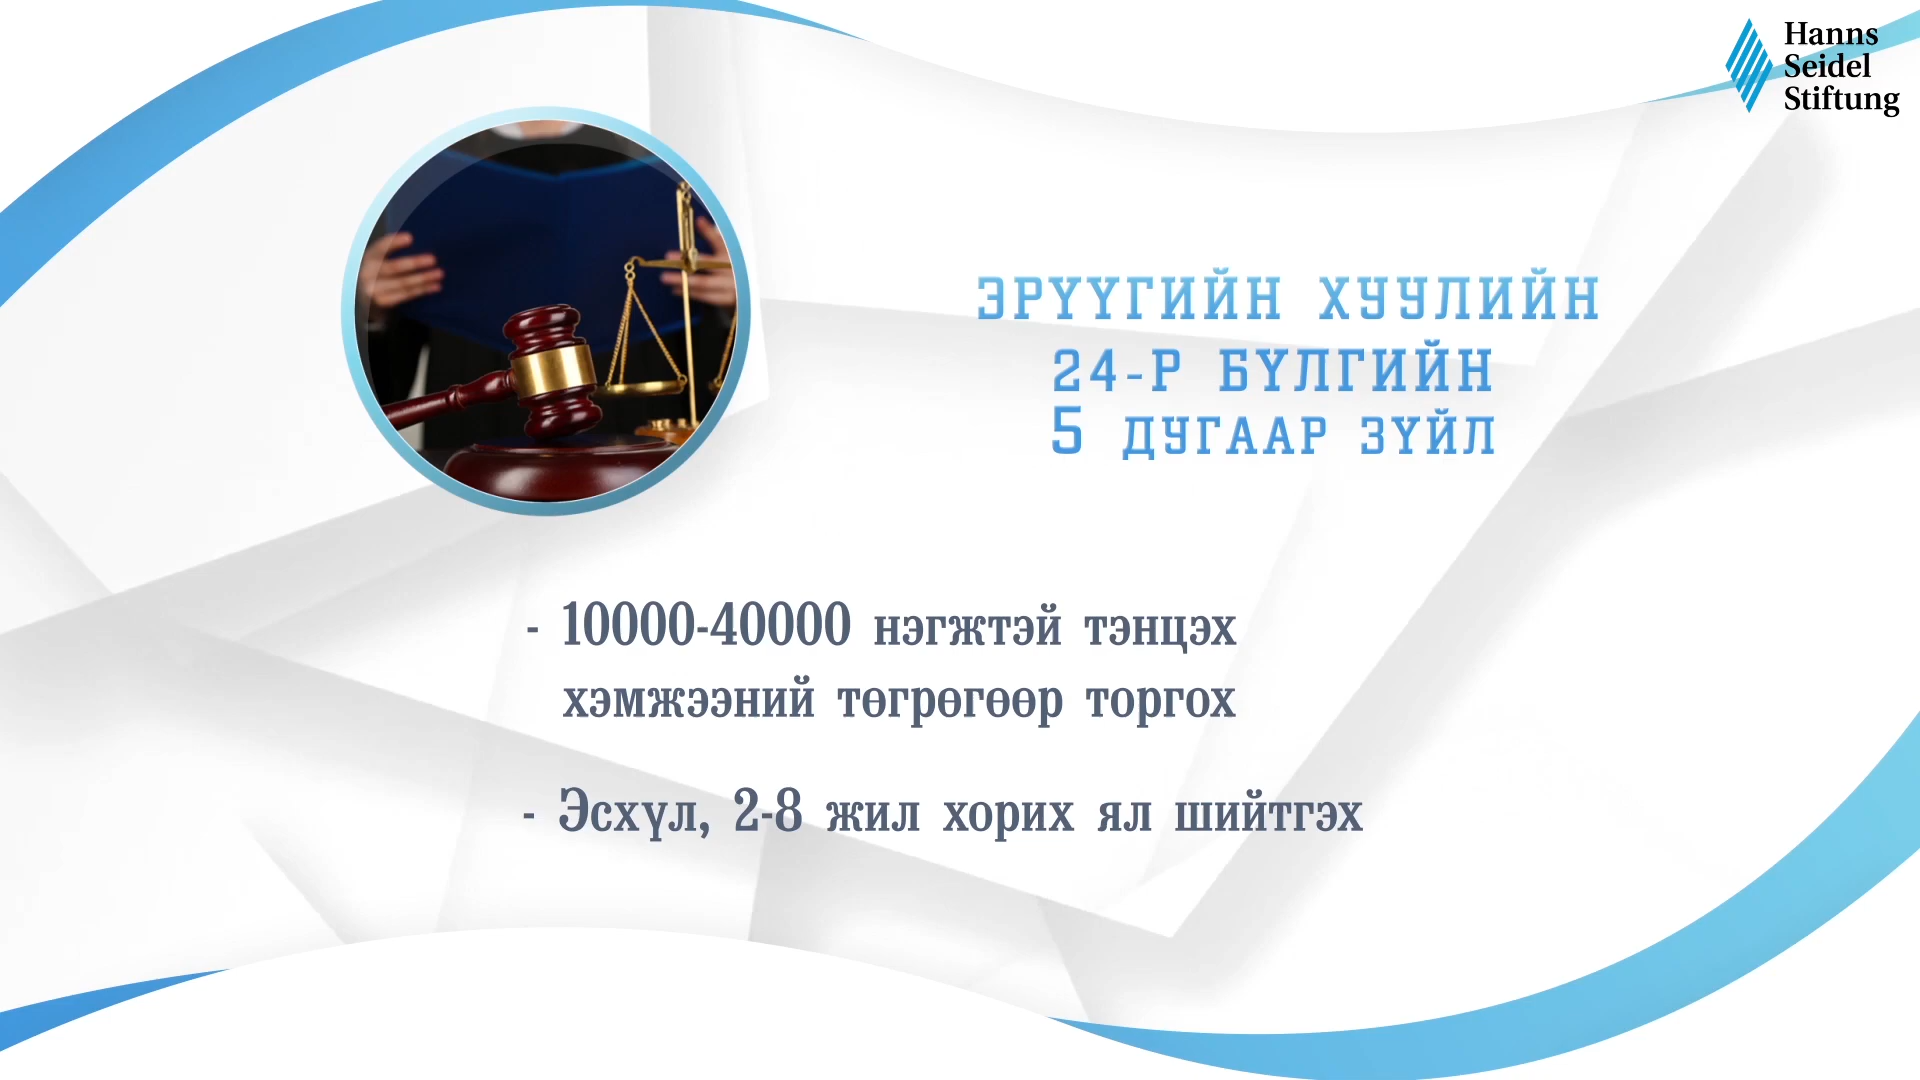 Hanns
Seidel
Stiftung
ЭРҮҮГИЙН ХУУЛИЙН
24-Р БҮЛГИЙН
5 ДУГААР ЗҮЙЛ
- 10000-40000 нэгжтэй тэнцэх
хэмжээний төгрөгөөр торгох
- Эсхүл, 2-8 жил хорих ял шийтгэх